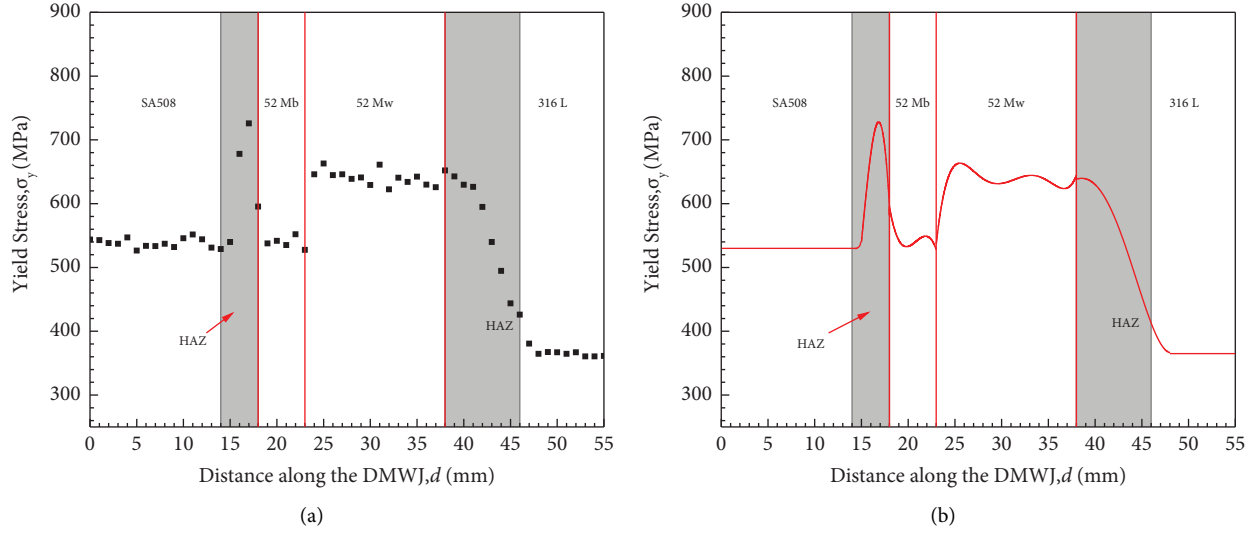 900
800
700
600
500
400
300
Yield Stress,σy (MPa)
SA508
52 Mb
52 Mw
316 L
HAZ
HAZ
0 5 10 15 20 25 30 35 40 45 50 55
Distance along the DMWJ,d (mm)
(a)
900
800
700
600
500
400
300
Yield Stress,σy (MPa)
SA508
52 Mb
52 Mw
316 L
HAZ
HAZ
0 5 10 15 20 25 30 35 40 45 50 55
Distance along the DMWJ,d (mm)
(b)